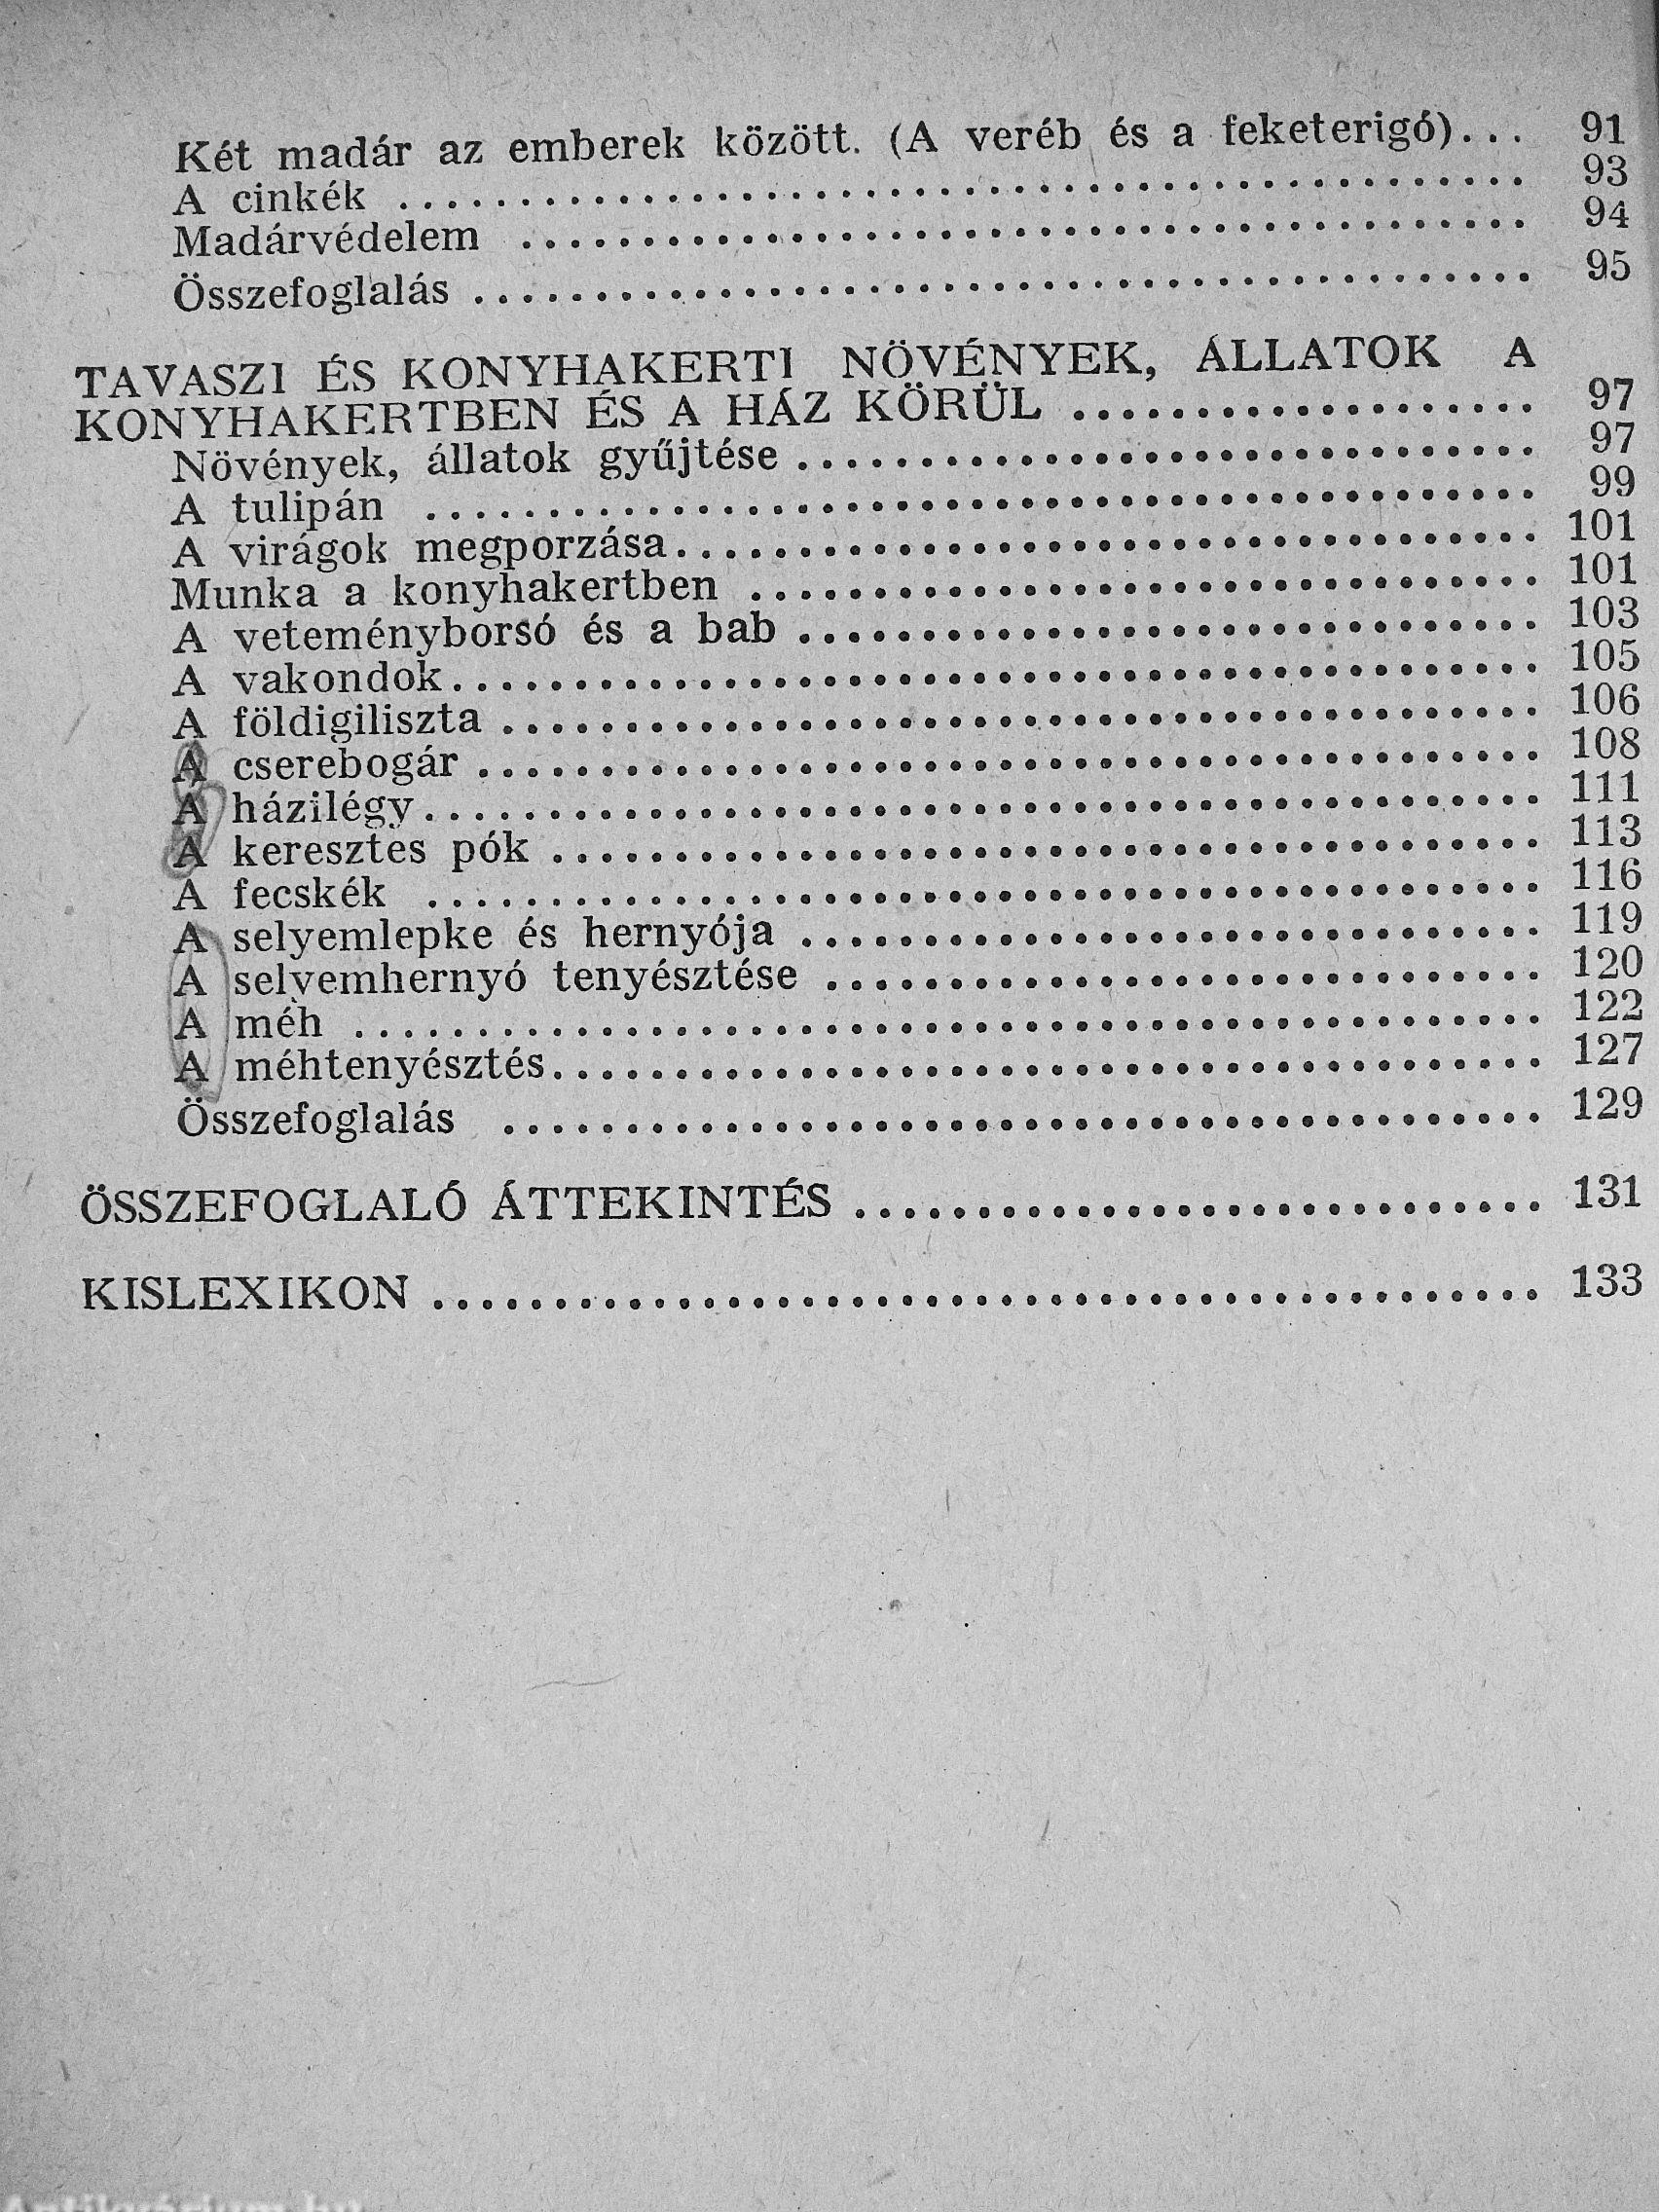 Két madár az emberek között. (A veréb és a feketerigó)... 91
A cinkék ........................................ 93
Madárvédelem ........................................ 94
Összefoglalás ........................................ 95
TAVASZI ÉS KONYHAKERTI NÖVÉNYEK, ÁLLATOK A
KONYHAKERTBEN ÉS A HÁZ KÖRÜL .................... 97
Növények, állatok gyűjtése .............................. 97
A tulipán ........................................ 99
A virágok megporzása................................... 101
Munka a konyhakertben ................................ 101
A veteményborsó és a bab .............................. 103
A vakondok............................................ 105
A földigiliszta ........................................ 106
A cserebogár ........................................ 108
A házilégy............................................ 111
A keresztes pók ........................................ 113
A fecskék ........................................ 116
A selyemlepke és hernyója .............................. 119
A selyemhernyó tenyésztése ............................. 120
A méh ........................................ 122
A méhtenyésztés........................................ 127
Összefoglalás ........................................ 129
ÖSSZEFOGLALÓ ÁTTEKINTÉS ............................ 131
KISLEXIKON ........................................ 133